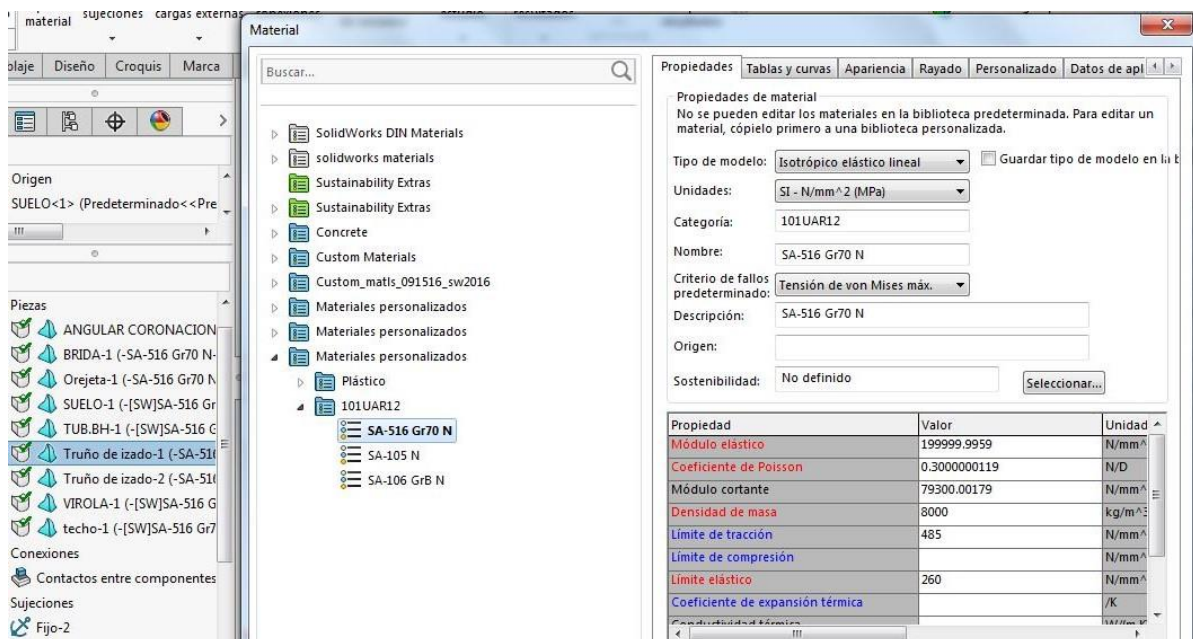 material
sujeciones
cargas externas
Diseño
Croquis
Marca
Origen
SUELO<1> (Predeterminado<<Pre
Piezas
ANGULAR CORONACION
BRIDA-1 (-SA-516 Gr70 N-
Orejeta-1 (-SA-516 Gr70 N
SUELO-1 (-[SW]SA-516 Gr
TUB.BH-1 (-[SW]SA-516 G
Truño de izado-1 (-SA-516
Truño de izado-2 (-SA-516
VIROLA-1 (-[SW]SA-516 G
techo-1 (-[SW]SA-516 Gr7
Conexiones
Contactos entre componentes
Sujeciones
Fijo-2
Material
Buscar...
SolidWorks DIN Materials
solidworks materials
Sustainability Extras
Sustainability Extras
Concrete
Custom Materials
Custom_matls_091516_sw2016
Materiales personalizados
Materiales personalizados
Materiales personalizados
Plástico
101UAR12
SA-516 Gr70 N
SA-105 N
SA-106 GrB N
Propiedades Tablas y curvas Apariencia Rayado Personalizado Datos de apl
Propiedades de material
No se pueden editar los materiales en la biblioteca predeterminada. Para editar un
material, cópielo primero a una biblioteca personalizada.
Tipo de modelo: Isotrópico elástico lineal Guardar tipo de modelo en la b
Unidades: SI - N/mm^2 (MPa)
Categoría: 101UAR12
Nombre: SA-516 Gr70 N
Criterio de fallos
predeterminado: Tensión de von Mises máx.
Descripción: SA-516 Gr70 N
Origen:
Sostenibilidad: No definido Seleccionar...
Propiedad Valor Unidad
Módulo elástico 199999.9959 N/mm^
Coeficiente de Poisson 0.3000000119 N/D
Módulo cortante 79300.00179 N/mm^
Densidad de masa 8000 kg/m^3
Límite de tracción 485 N/mm^
Límite de compresión N/mm^
Límite elástico 260 N/mm^
Coeficiente de expansión térmica /K